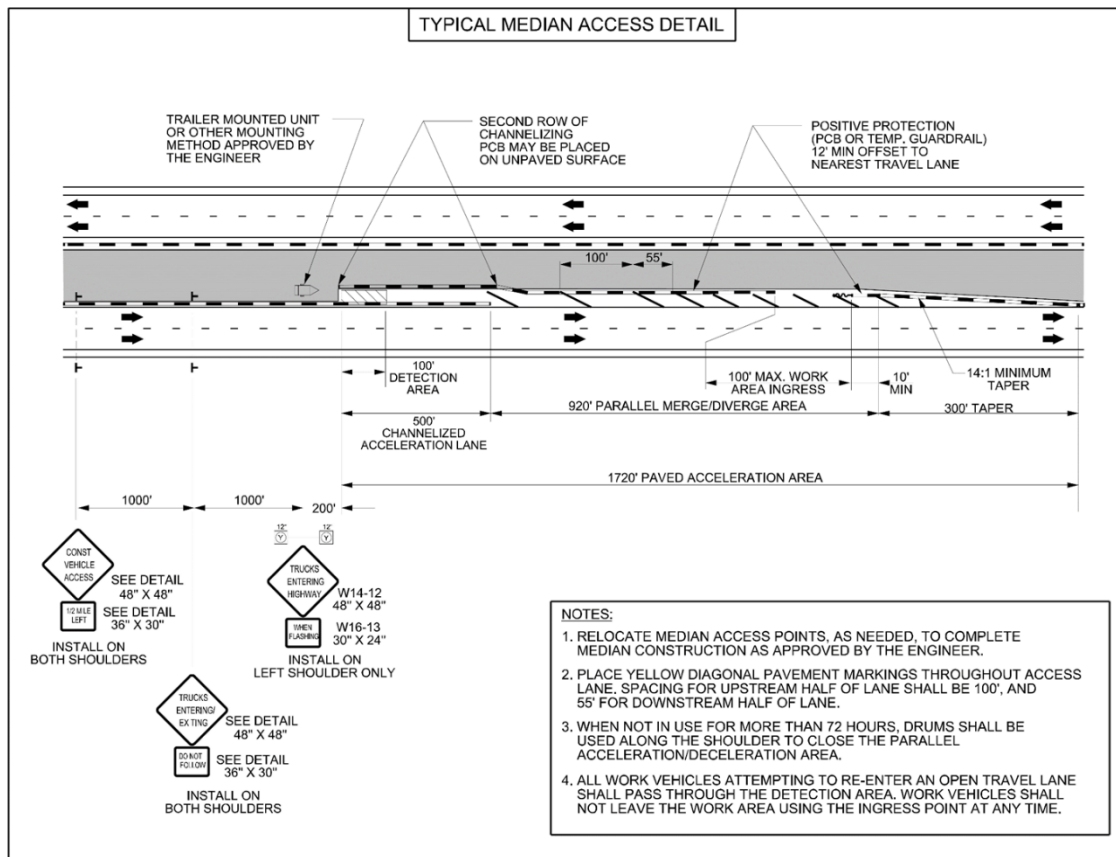 TYPICAL MEDIAN ACCESS DETAIL
TRAILER MOUNTED UNIT
OR OTHER MOUNTING
METHOD APPROVED BY
THE ENGINEER
SECOND ROW OF
CHANNELIZING
PCB MAY BE PLACED
ON UNPAVED SURFACE
POSITIVE PROTECTION
(PCB OR TEMP. GUARDRAIL)
12' MIN OFFSET TO
NEAREST TRAVEL LANE
100'
55'
100'
DETECTION
AREA
100' MAX. WORK
AREA INGRESS
10'
MIN
14:1 MINIMUM
TAPER
500'
CHANNELIZED
ACCELERATION LANE
920' PARALLEL MERGE/DIVERGE AREA
300' TAPER
1720' PAVED ACCELERATION AREA
1000'
1000'
200'
CONST
VEHICLE
ACCESS
SEE DETAIL
48" X 48"
1/2 MILE
LEFT
SEE DETAIL
36" X 30"
INSTALL ON
BOTH SHOULDERS
TRUCKS
ENTERING/
EXITING
SEE DETAIL
48" X 48"
DO NOT
FOLLOW
SEE DETAIL
36" X 30"
INSTALL ON
BOTH SHOULDERS
12'
12'
Y
Y
TRUCKS
ENTERING
HIGHWAY
W14-12
48" X 48"
WHEN
FLASHING
W16-13
30" X 24"
INSTALL ON
LEFT SHOULDER ONLY
NOTES:
1. RELOCATE MEDIAN ACCESS POINTS, AS NEEDED, TO COMPLETE
MEDIAN CONSTRUCTION AS APPROVED BY THE ENGINEER.
2. PLACE YELLOW DIAGONAL PAVEMENT MARKINGS THROUGHOUT ACCESS
LANE. SPACING FOR UPSTREAM HALF OF LANE SHALL BE 100', AND
55' FOR DOWNSTREAM HALF OF LANE.
3. WHEN NOT IN USE FOR MORE THAN 72 HOURS, DRUMS SHALL BE
USED ALONG THE SHOULDER TO CLOSE THE PARALLEL
ACCELERATION/DECELERATION AREA.
4. ALL WORK VEHICLES ATTEMPTING TO RE-ENTER AN OPEN TRAVEL LANE
SHALL PASS THROUGH THE DETECTION AREA. WORK VEHICLES SHALL
NOT LEAVE THE WORK AREA USING THE INGRESS POINT AT ANY TIME.